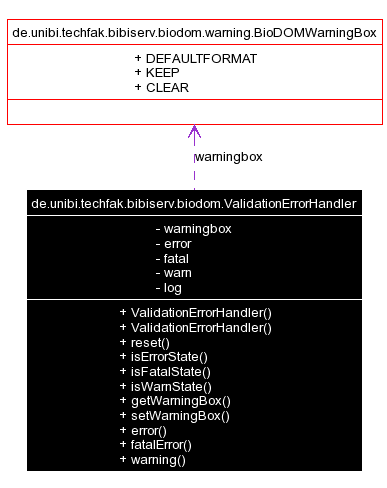 de.unibi.techfak.bibiserv.biodom.warning.BioDOMWarningBox
+ DEFAULTFORMAT
+ KEEP
+ CLEAR
warningbox
de.unibi.techfak.bibiserv.biodom.ValidationErrorHandler
- warningbox
- error
- fatal
- warn
- log
+ ValidationErrorHandler()
+ ValidationErrorHandler()
+ reset()
+ isErrorState()
+ isFatalState()
+ isWarnState()
+ getWarningBox()
+ setWarningBox()
+ error()
+ fatalError()
+ warning()